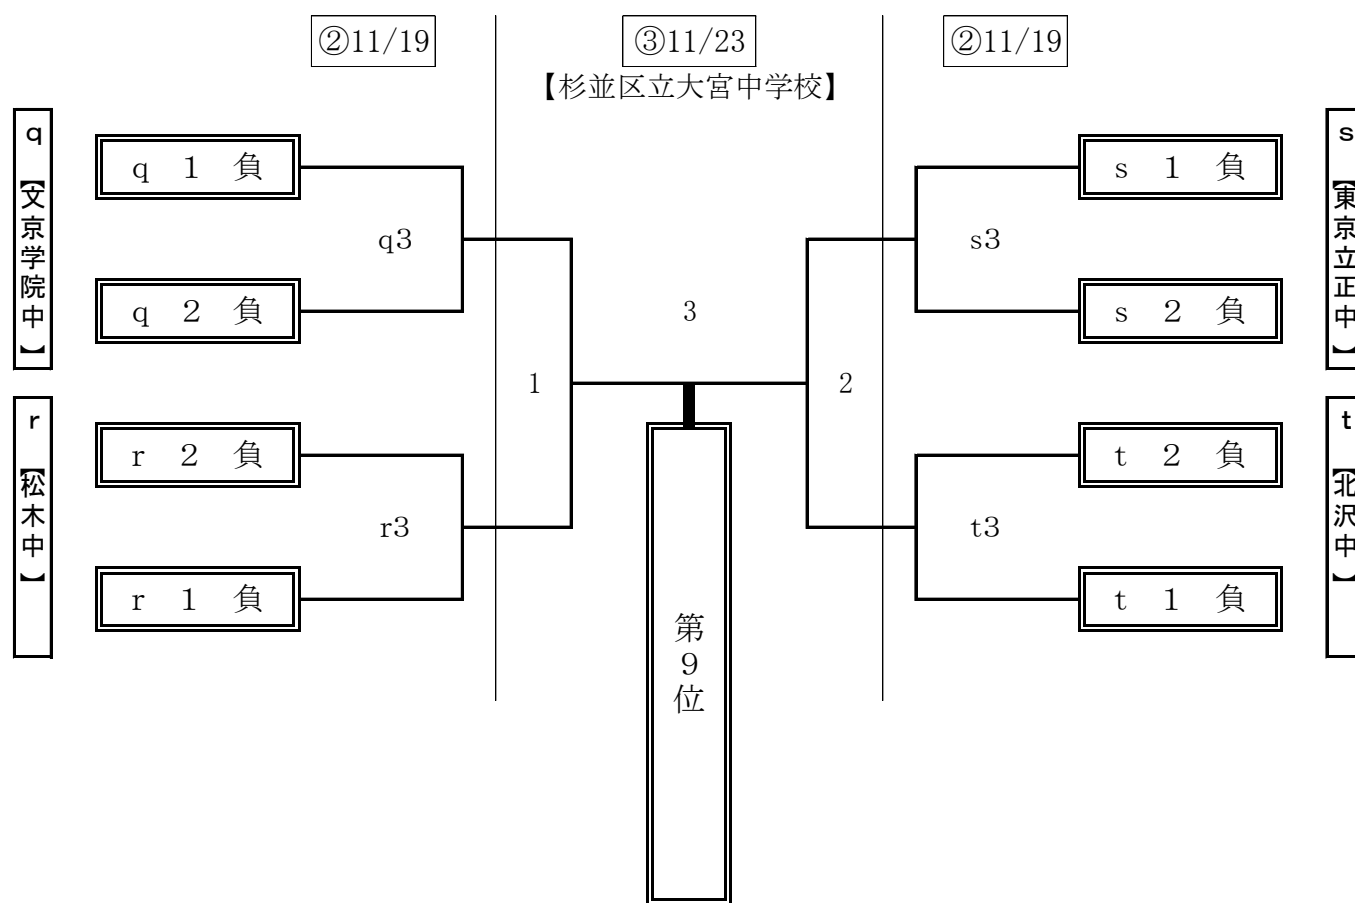 ②11/19
③11/23
②11/19
【杉並区立大宮中学校】
q 【文京学院中】
q 1 負
q3
q 2 負
r 【松木中】
r 2 負
r3
r 1 負
1
3
2
第9位
s 【東京立正中】
s 1 負
s3
s 2 負
t 【北沢中】
t 2 負
t3
t 1 負